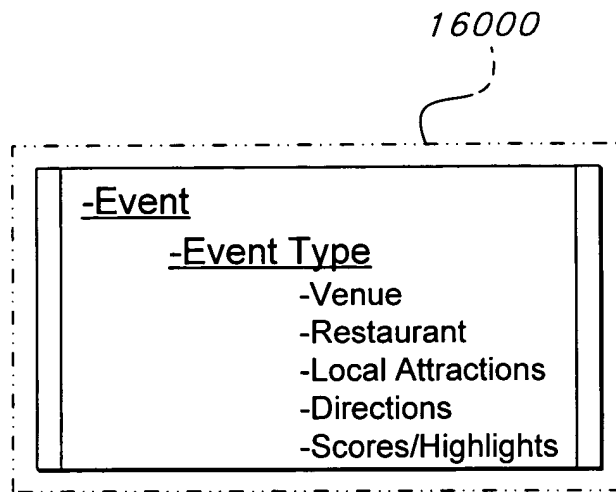 16000
-Event
-Event Type
-Venue
-Restaurant
-Local Attractions
-Directions
-Scores/Highlights